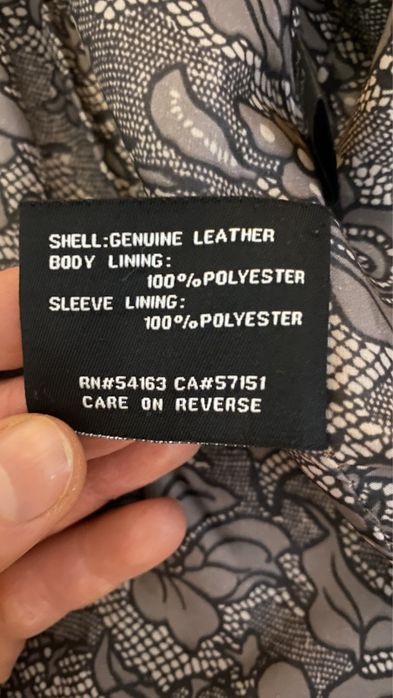 SHELL:GENUINE LEATHER
BODY LINING:
100%POLYESTER
SLEEVE LINING:
100%POLYESTER
RN#54163 CA#57151
CARE ON REVERSE